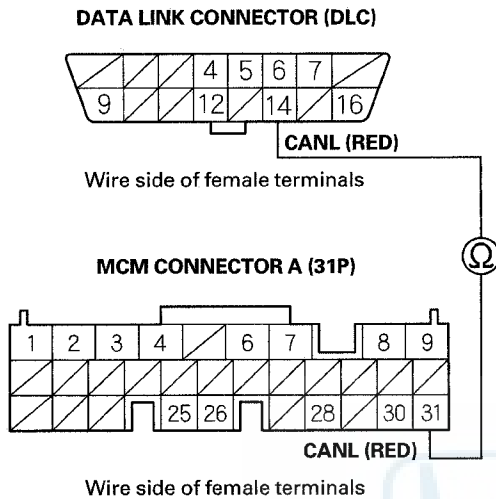 DATA LINK CONNECTOR (DLC)
4 5 6 7
9 12 14 16
CANL (RED)
Wire side of female terminals
Ω
MCM CONNECTOR A (31P)
1 2 3 4 6 7 8 9
25 26 28 30 31
CANL (RED)
Wire side of female terminals